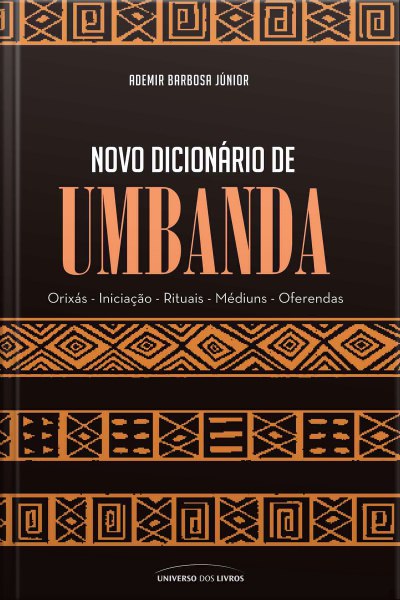 ADEMIR BARBOSA JÚNIOR
NOVO DICIONÁRIO DE
UMBANDA
Orixás - Iniciação - Rituais - Médiuns - Oferendas
UNIVERSO DOS LIVROS